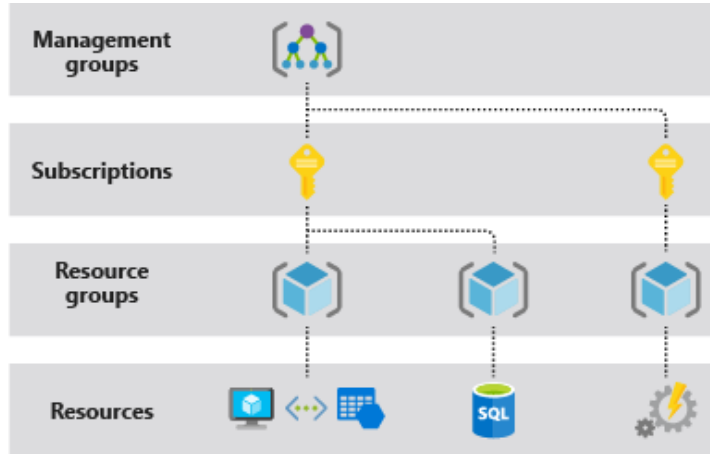 Management
groups
Subscriptions
Resource
groups
Resources
SQL